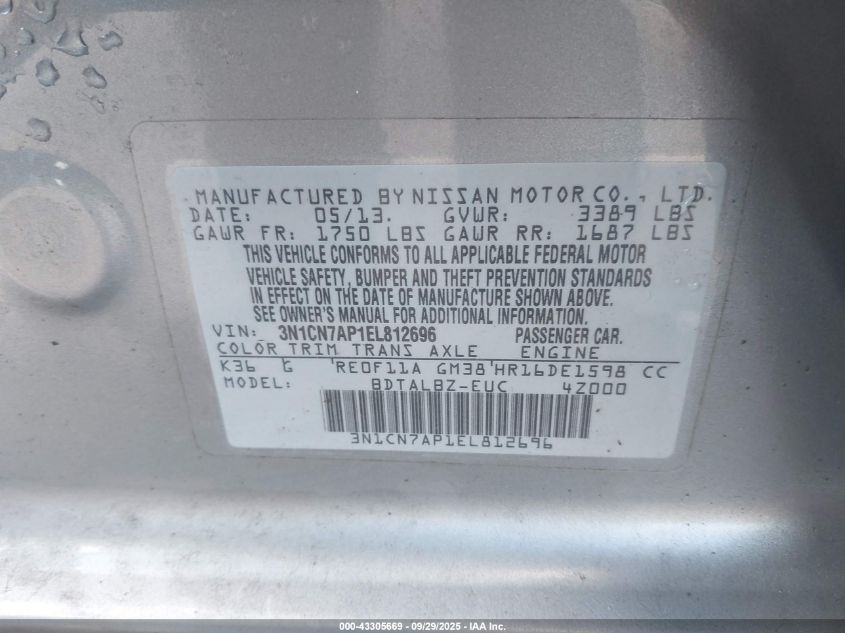 MANUFACTURED BY NISSAN MOTOR CO., LTD.
DATE: 05/13. GVWR: 3389 LBS
GAWR FR: 1750 LBS GAWR RR: 1687 LBS
THIS VEHICLE CONFORMS TO ALL APPLICABLE FEDERAL MOTOR
VEHICLE SAFETY, BUMPER AND THEFT PREVENTION STANDARDS
IN EFFECT ON THE DATE OF MANUFACTURE SHOWN ABOVE.
SEE OWNER'S MANUAL FOR ADDITIONAL INFORMATION.
VIN: 3N1CN7AP1EL812696 PASSENGER CAR.
COLOR TRIM TRANS AXLE ENGINE
K36 G RE0F11A GM38 HR16DE1598 CC
MODEL: BDTALBZ-EUC 4Z000
3N1CN7AP1EL812696
000-43305669 - 09/29/2025 - IAA Inc.